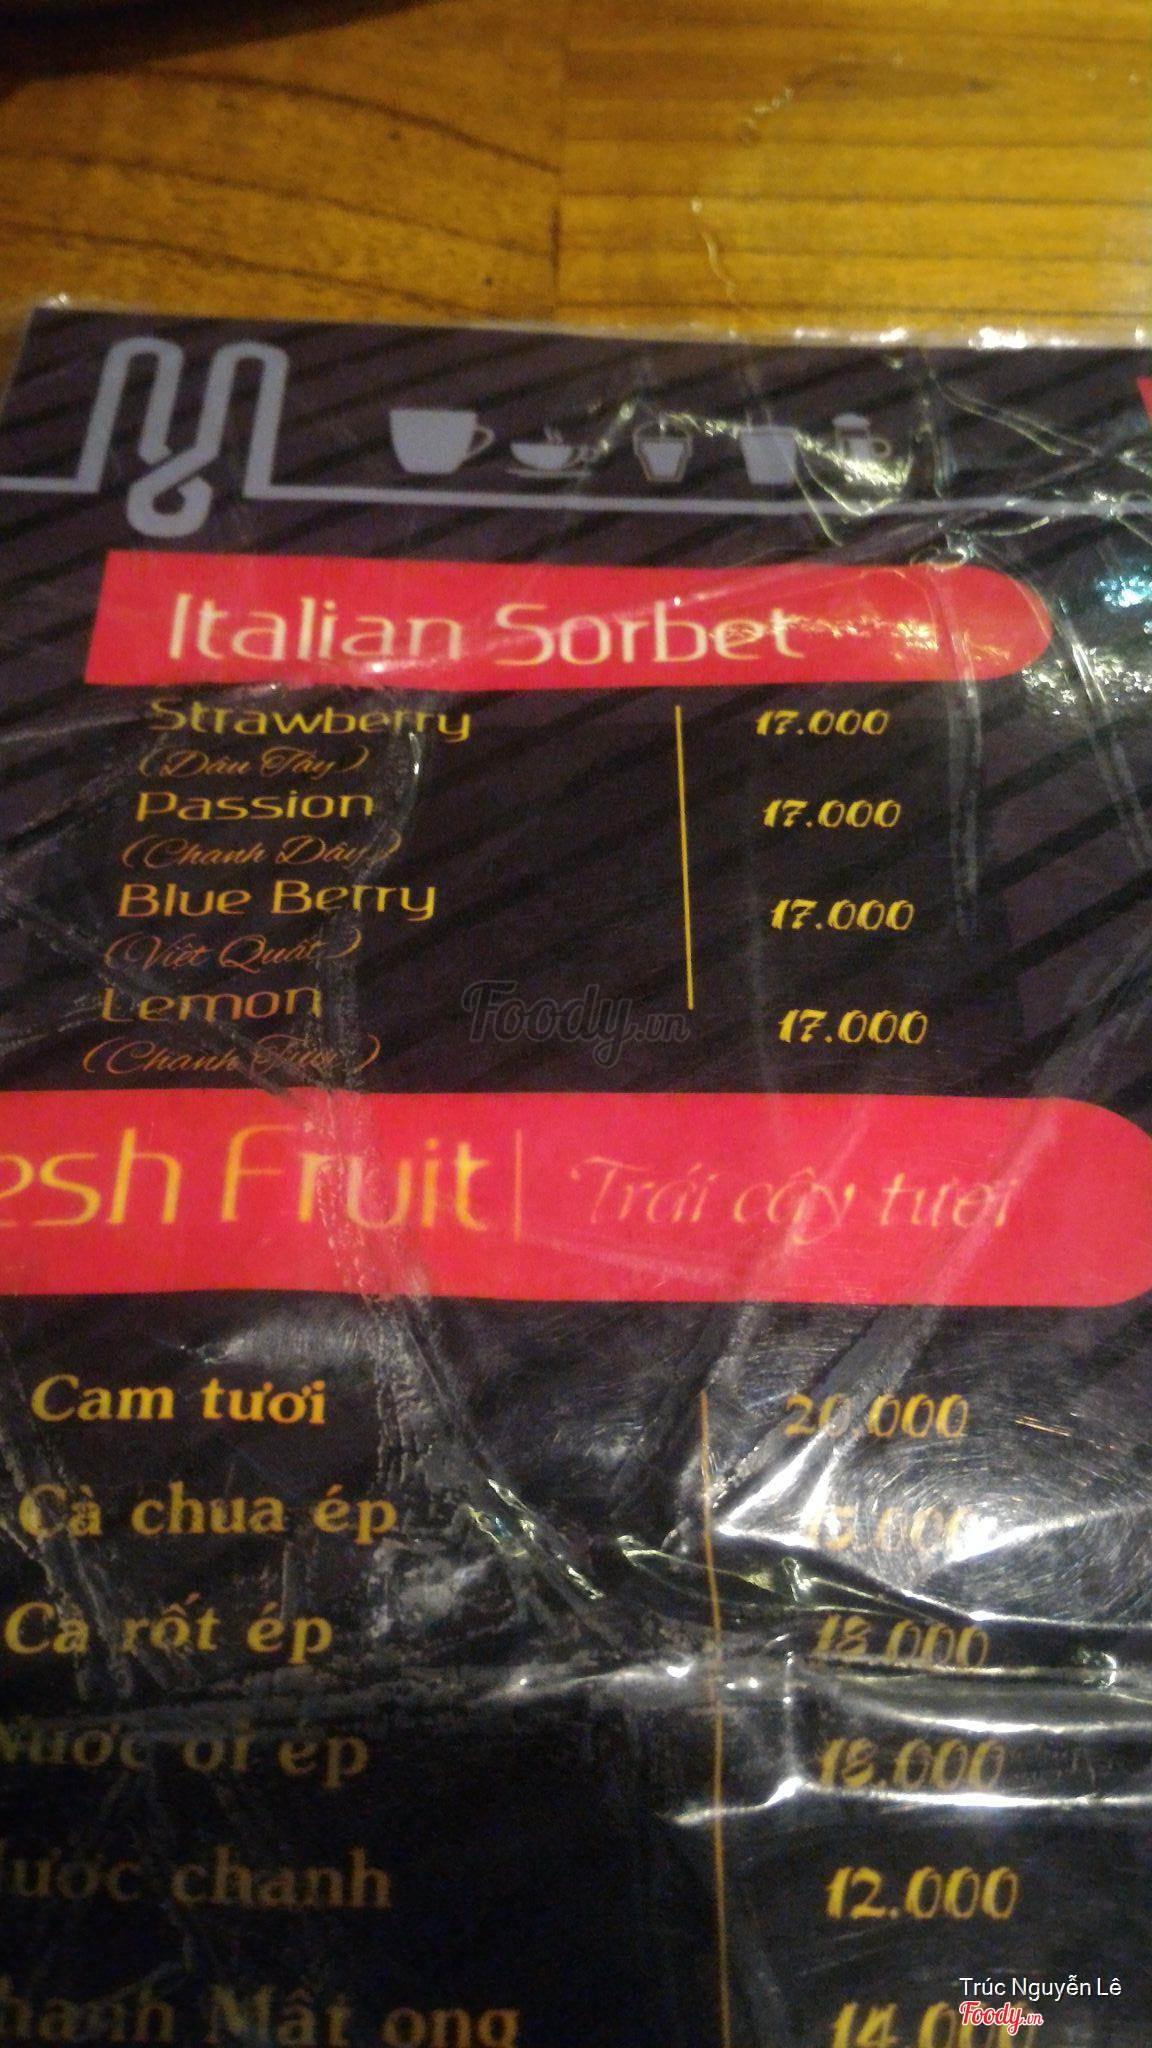 Italian Sorbet
Strawberry 17.000
(Dâu Tây)
Passion 17.000
(Chanh Dây)
Blue Berry 17.000
(Việt Quất)
Lemon 17.000
(Chanh Tươi)
Foody.vn
esh Fruit | Trái cây tươi
Cam tươi 20.000
Cà chua ép
Cà rốt ép 18.000
Nước ổi ép 18.000
ước chanh 12.000
hanh Mật ong 14.000
Trúc Nguyễn Lê
Foody.vn